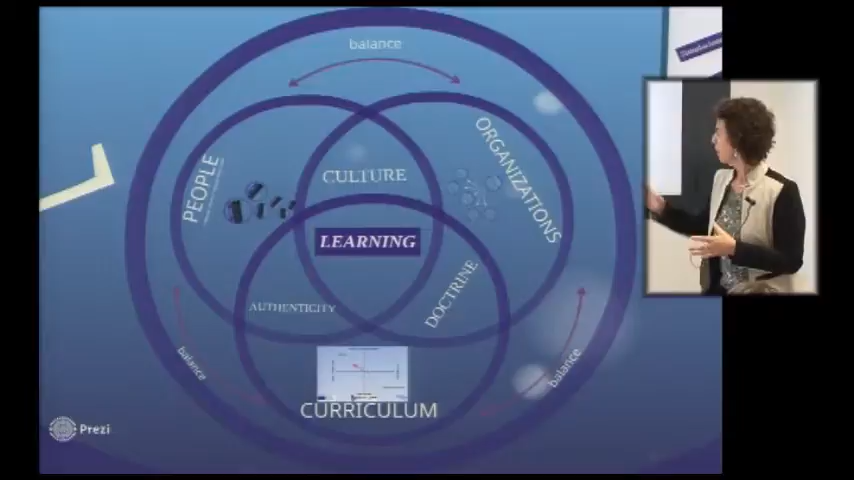 balance
ORGANIZATIONS
PEOPLE
CULTURE
LEARNING
AUTHENTICITY
DOCTRINE
balance
balance
CURRICULUM
Prezi